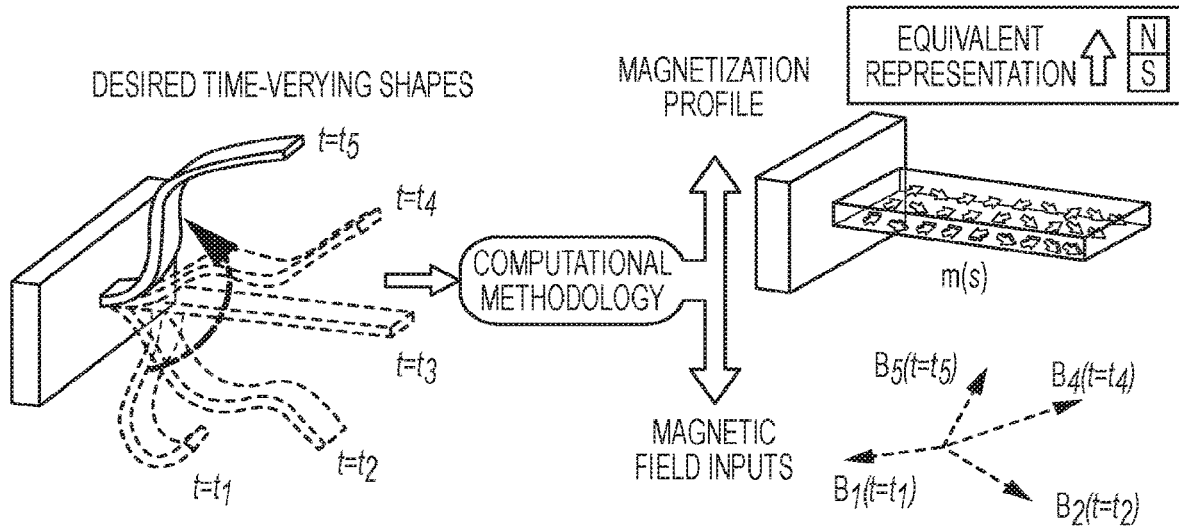 DESIRED TIME-VERYING SHAPES
t=t5
t=t4
t=t3
t=t2
t=t1
COMPUTATIONAL
METHODOLOGY
MAGNETIZATION
PROFILE
MAGNETIC
FIELD INPUTS
EQUIVALENT
REPRESENTATION
N
S
m(s)
B5(t=t5)
B4(t=t4)
B1(t=t1)
B2(t=t2)